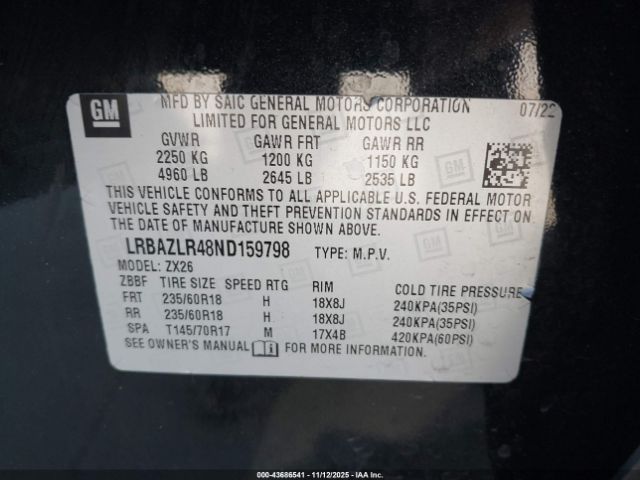 GM
MFD BY SAIC GENERAL MOTORS CORPORATION 07/22
LIMITED FOR GENERAL MOTORS LLC
GVWR GAWR FRT GAWR RR
2250 KG 1200 KG 1150 KG
4960 LB 2645 LB 2535 LB
THIS VEHICLE CONFORMS TO ALL APPLICABLE U.S. FEDERAL MOTOR
VEHICLE SAFETY AND THEFT PREVENTION STANDARDS IN EFFECT ON
THE DATE OF MANUFACTURE SHOWN ABOVE.
LRBAZLR48ND159798 TYPE: M.P.V.
MODEL: ZX26
ZBBF TIRE SIZE SPEED RTG RIM COLD TIRE PRESSURE
FRT 235/60R18 H 18X8J 240KPA(35PSI)
RR 235/60R18 H 18X8J 240KPA(35PSI)
SPA T145/70R17 M 17X4B 420KPA(60PSI)
SEE OWNER'S MANUAL FOR MORE INFORMATION.
000-43686541 - 11/12/2025 - IAA, Inc.